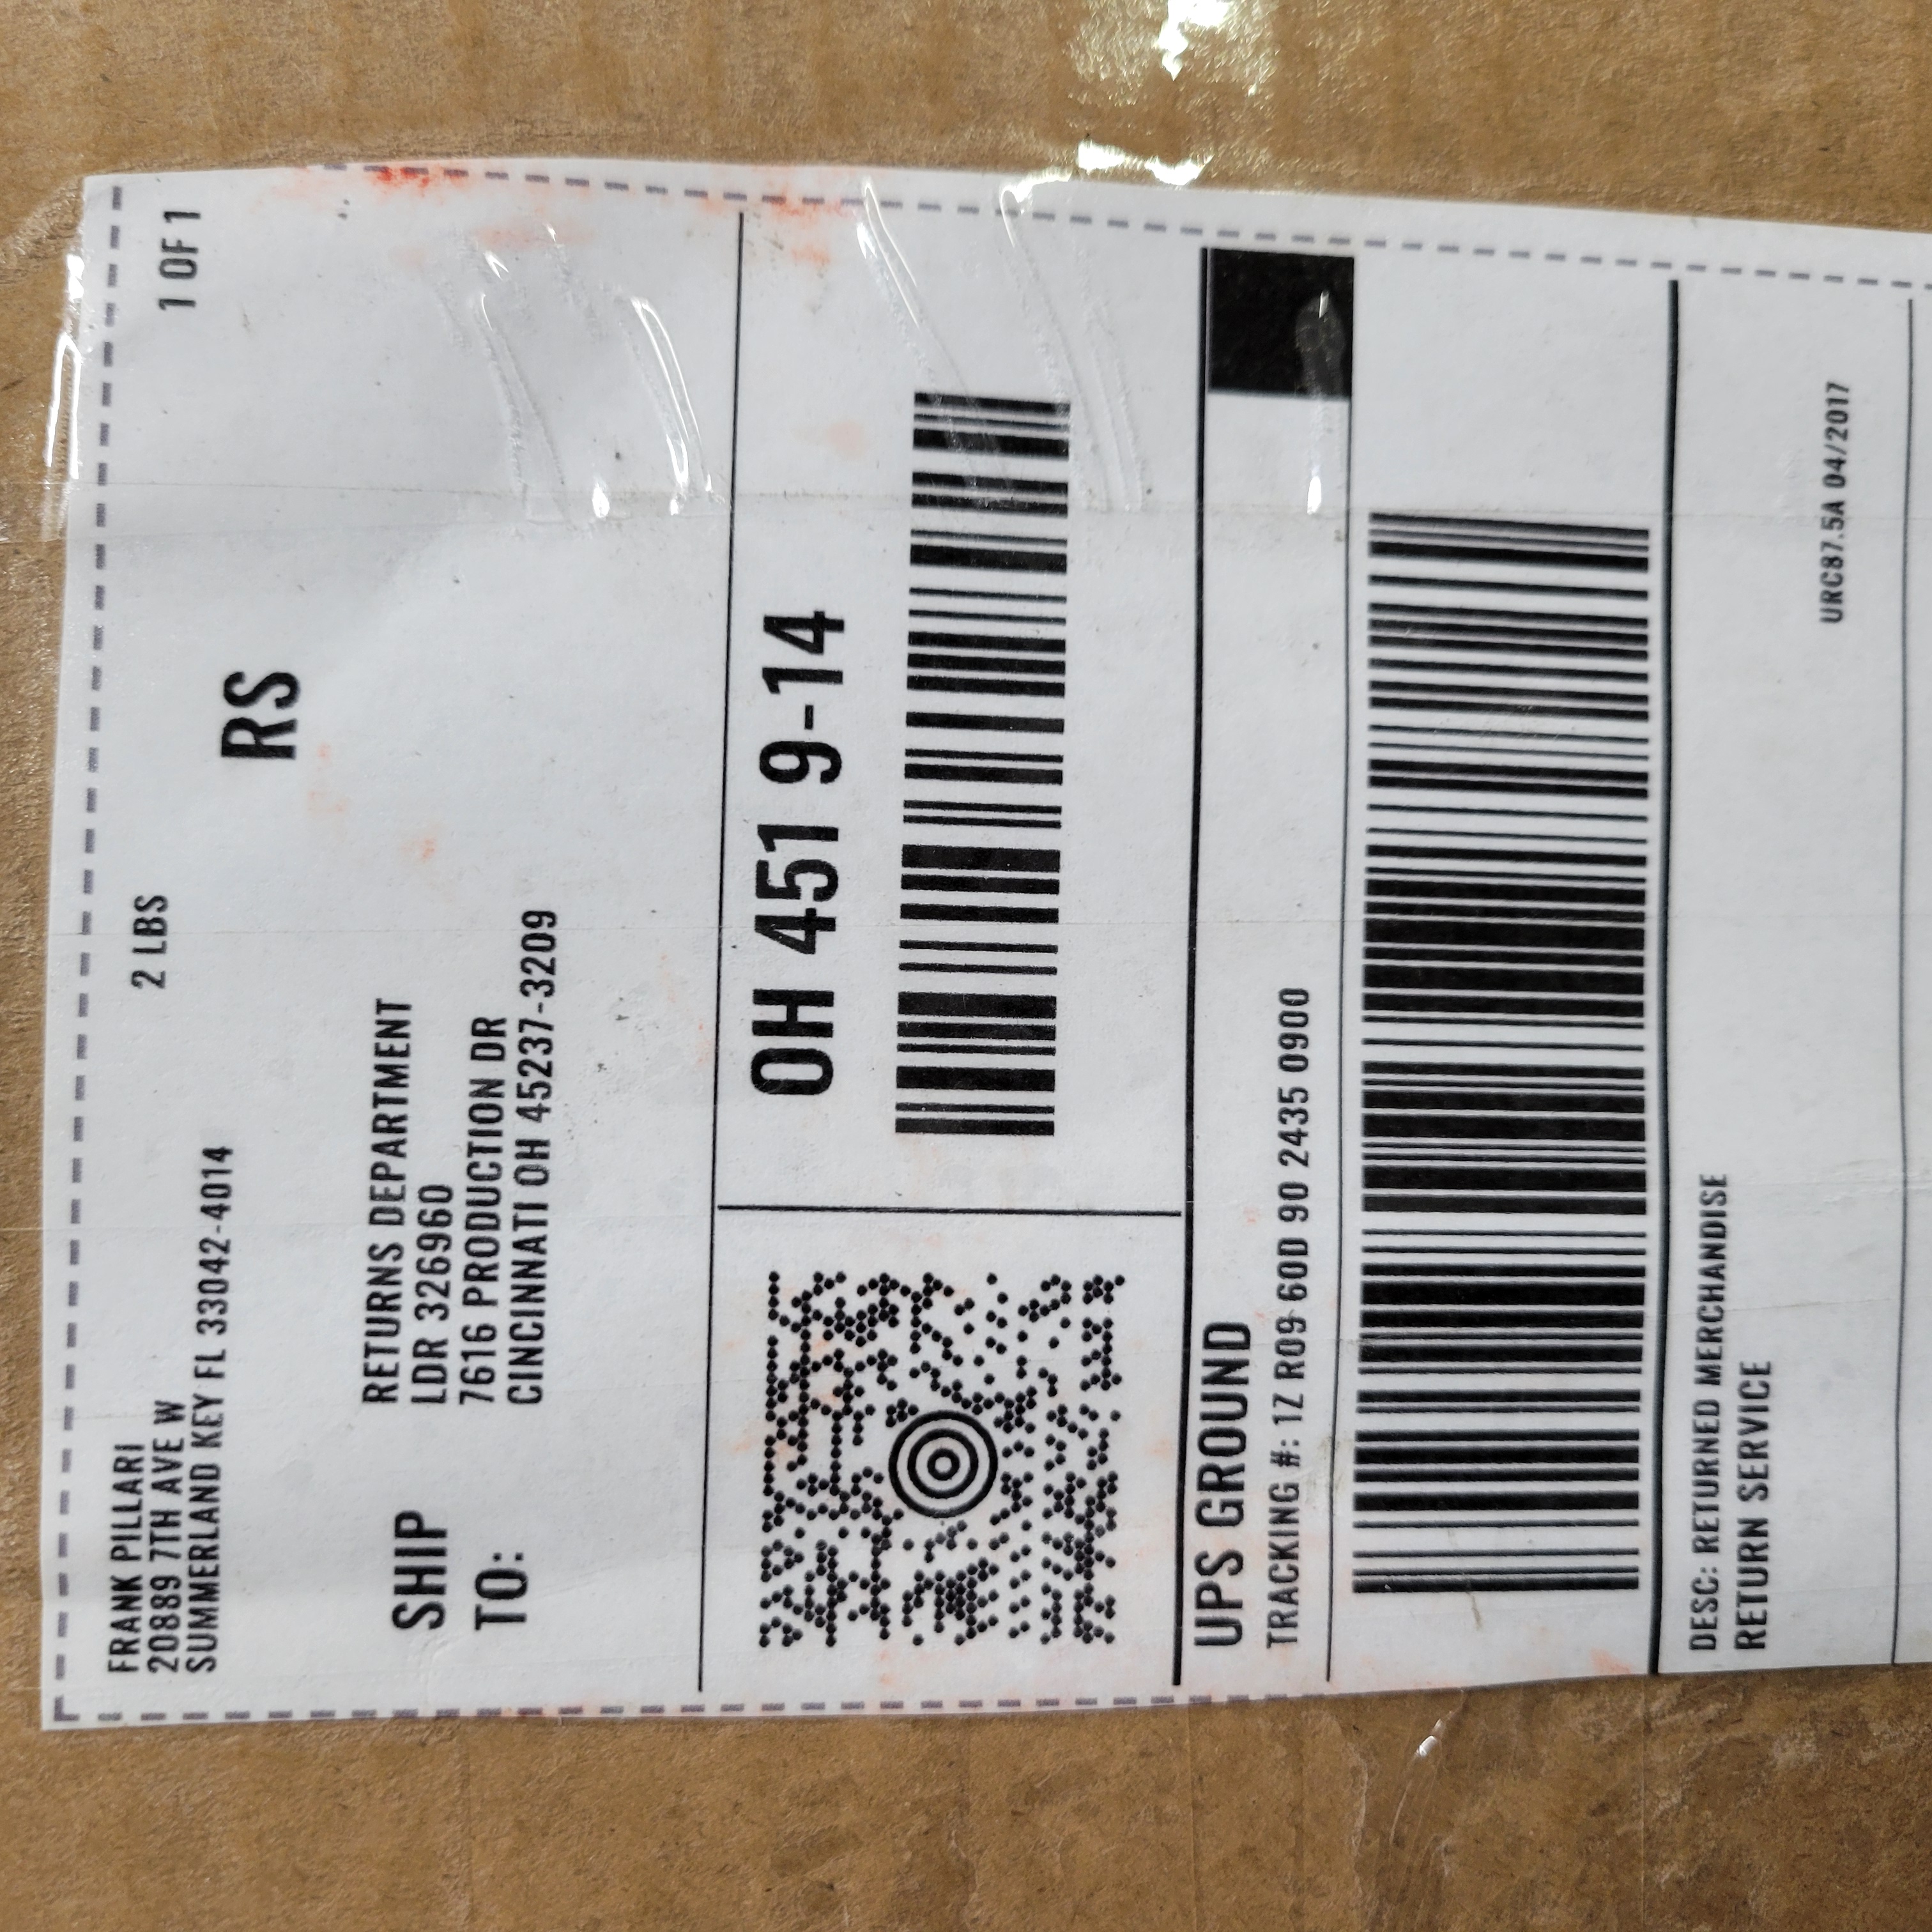 FRANK PILLARI
20889 7TH AVE W
SUMMERLAND KEY FL 33042-4014
2 LBS
1 OF 1
RS
SHIP
TO:
RETURNS DEPARTMENT
LDR 326960
7616 PRODUCTION DR
CINCINNATI OH 45237-3209
OH 451 9-14
UPS GROUND
TRACKING #: 1Z R09 60D 90 2435 0900
DESC: RETURNED MERCHANDISE
RETURN SERVICE
URC87.5A 04/2017